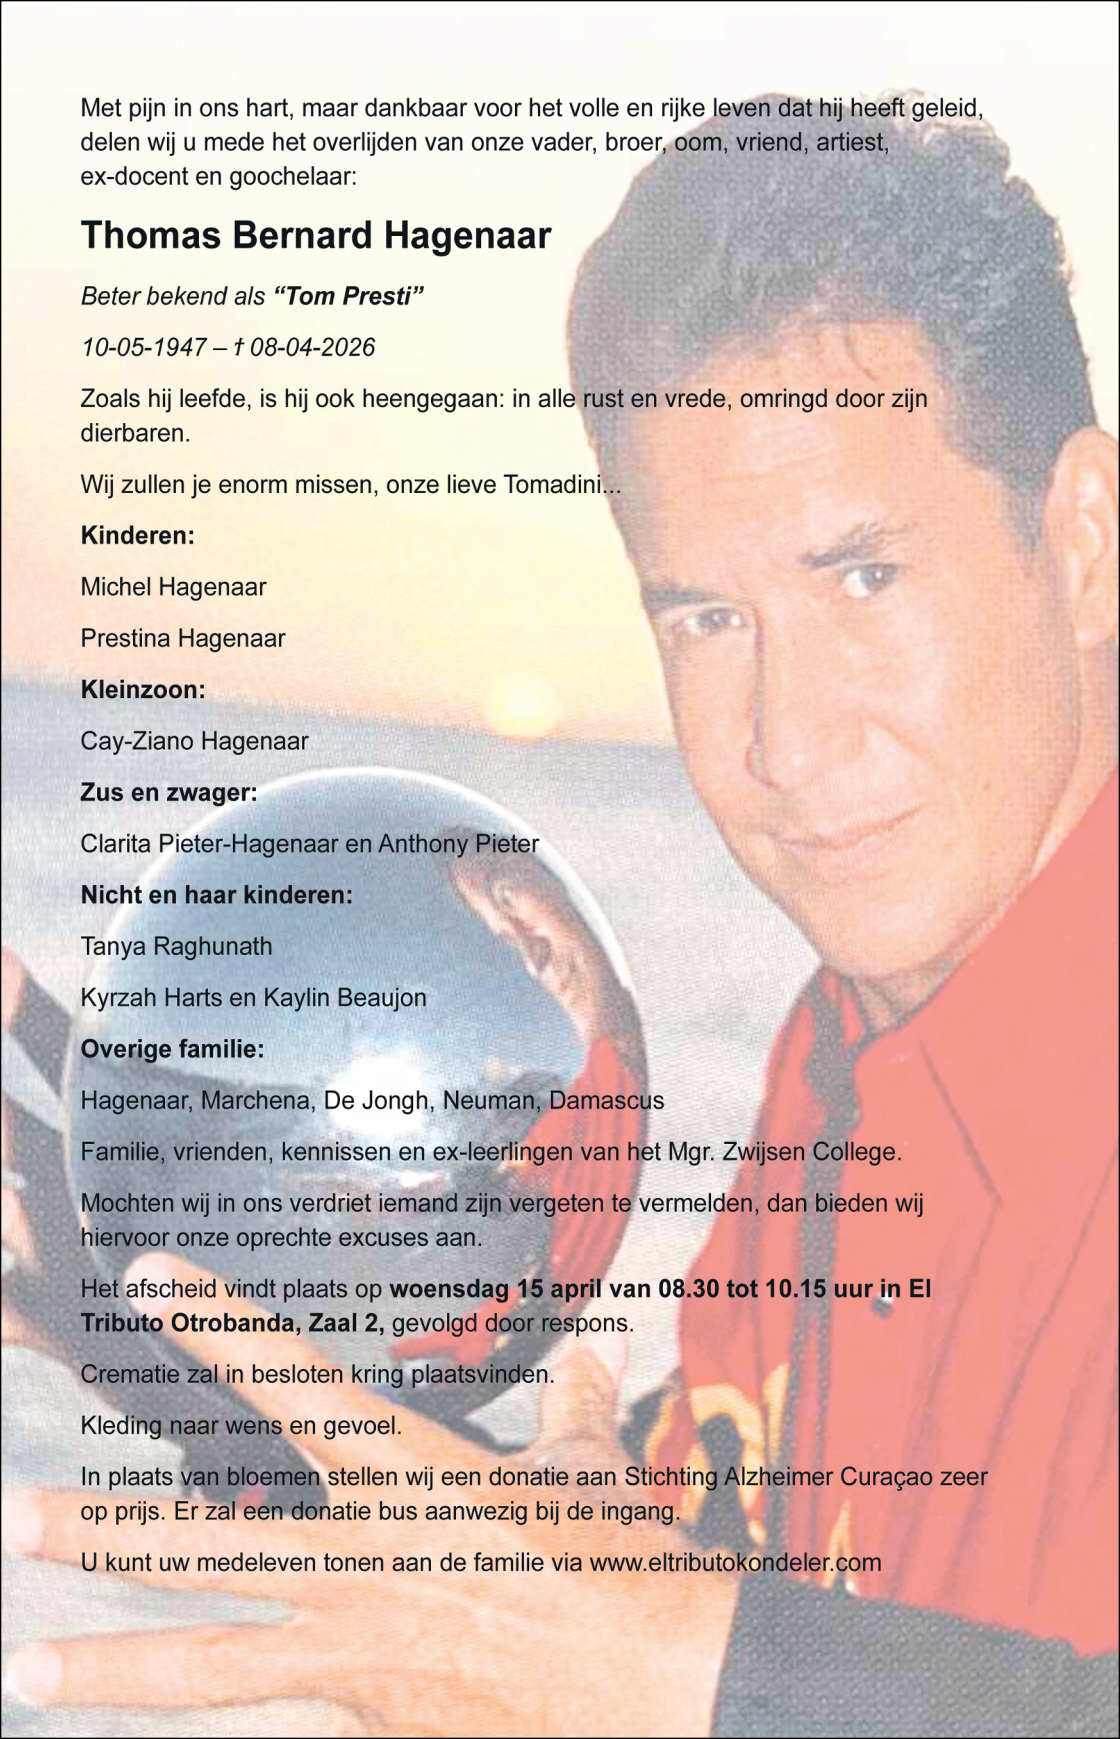 Met pijn in ons hart, maar dankbaar voor het volle en rijke leven dat hij heeft geleid,
delen wij u mede het overlijden van onze vader, broer, oom, vriend, artiest,
ex-docent en goochelaar:
Thomas Bernard Hagenaar
Beter bekend als “Tom Presti”
10-05-1947 – † 08-04-2026
Zoals hij leefde, is hij ook heengegaan: in alle rust en vrede, omringd door zijn
dierbaren.
Wij zullen je enorm missen, onze lieve Tomadini...
Kinderen:
Michel Hagenaar
Prestina Hagenaar
Kleinzoon:
Cay-Ziano Hagenaar
Zus en zwager:
Clarita Pieter-Hagenaar en Anthony Pieter
Nicht en haar kinderen:
Tanya Raghunath
Kyrzah Harts en Kaylin Beaujon
Overige familie:
Hagenaar, Marchena, De Jongh, Neuman, Damascus
Familie, vrienden, kennissen en ex-leerlingen van het Mgr. Zwijsen College.
Mochten wij in ons verdriet iemand zijn vergeten te vermelden, dan bieden wij
hiervoor onze oprechte excuses aan.
Het afscheid vindt plaats op woensdag 15 april van 08.30 tot 10.15 uur in El
Tributo Otrobanda, Zaal 2, gevolgd door respons.
Crematie zal in besloten kring plaatsvinden.
Kleding naar wens en gevoel.
In plaats van bloemen stellen wij een donatie aan Stichting Alzheimer Curaçao zeer
op prijs. Er zal een donatie bus aanwezig bij de ingang.
U kunt uw medeleven tonen aan de familie via www.eltributokondeler.com